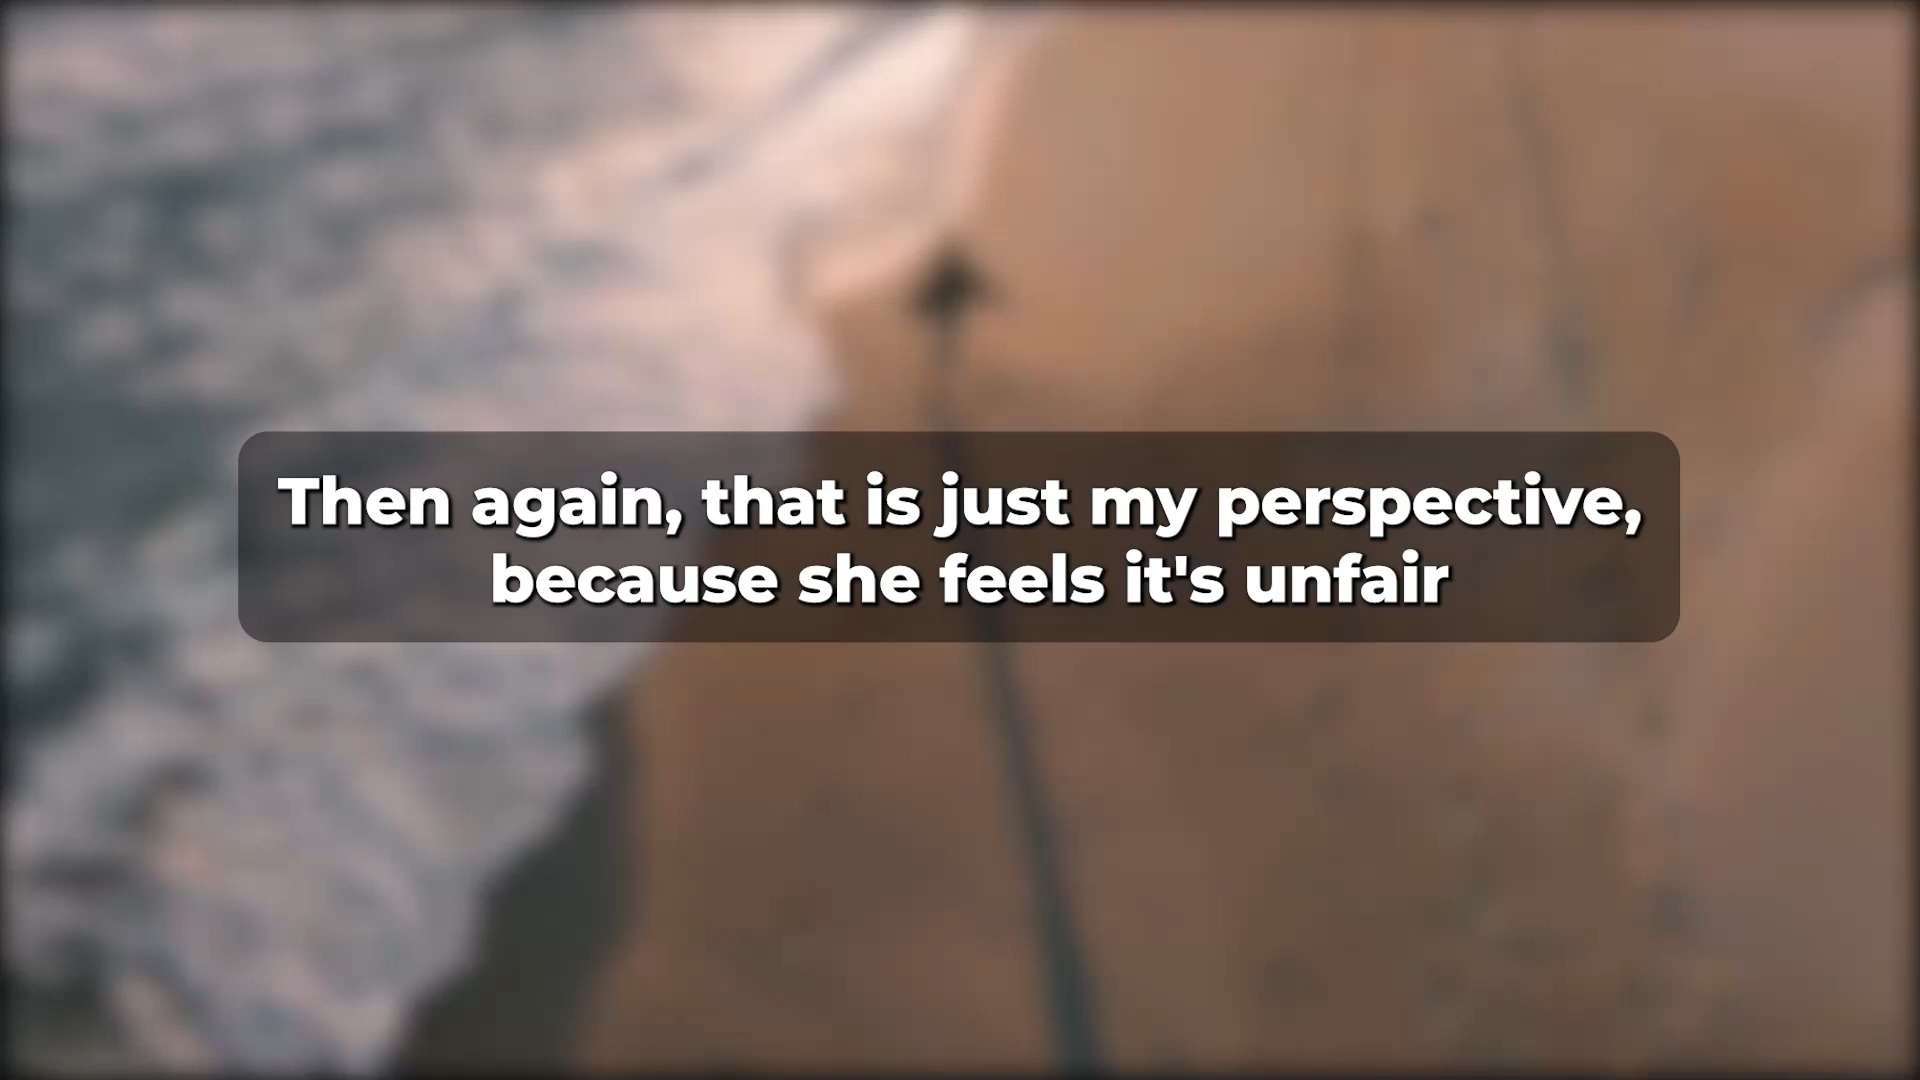 Then again, that is just my perspective,
because she feels it's unfair